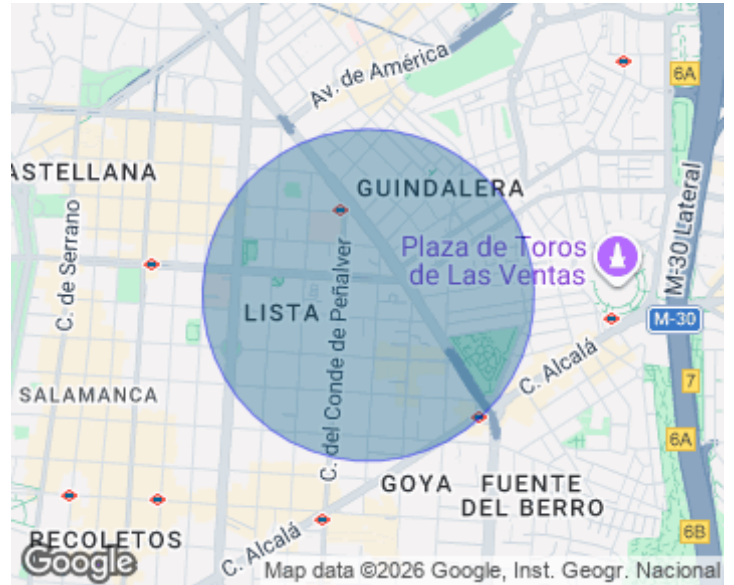 Av. de América
6A
ASTELLANA
GUINDALERA
C. de Serrano
C. del Conde de Peñalver
Plaza de Toros
de Las Ventas
M-30 Lateral
LISTA
M-30
C. Alcalá
7
SALAMANCA
6A
GOYA
FUENTE
DEL BERRO
RECOLETOS
C. Alcalá
6B
Google
Map data ©2026 Google, Inst. Geogr. Nacional